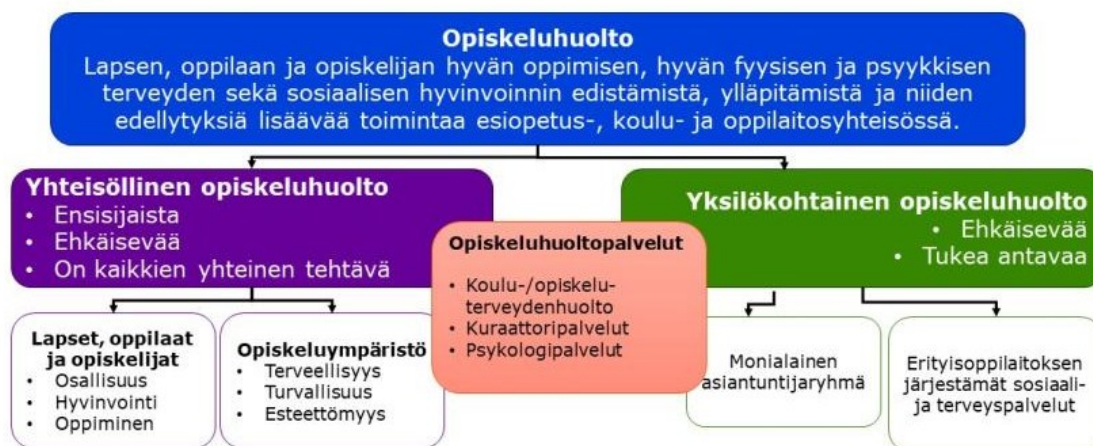 Opiskeluhuolto
Lapsen, oppilaan ja opiskelijan hyvän oppimisen, hyvän fyysisen ja psyykkisen
terveyden sekä sosiaalisen hyvinvoinnin edistämistä, ylläpitämistä ja niiden
edellytyksiä lisäävää toimintaa esiopetus-, koulu- ja oppilaitosyhteisössä.
Yhteisöllinen opiskeluhuolto
• Ensisijaista
• Ehkäisevää
• On kaikkien yhteinen tehtävä
Yksilökohtainen opiskeluhuolto
• Ehkäisevää
• Tukea antavaa
Opiskeluhuoltopalvelut
• Koulu-/opiskelu-
terveydenhuolto
• Kuraattoripalvelut
• Psykologipalvelut
Lapset, oppilaat
ja opiskelijat
• Osallisuus
• Hyvinvointi
• Oppiminen
Opiskeluympäristö
• Terveellisyys
• Turvallisuus
• Esteettömyys
Monialainen
asiantuntijaryhmä
Erityisoppilaitoksen
järjestämät sosiaali-
ja terveyspalvelut